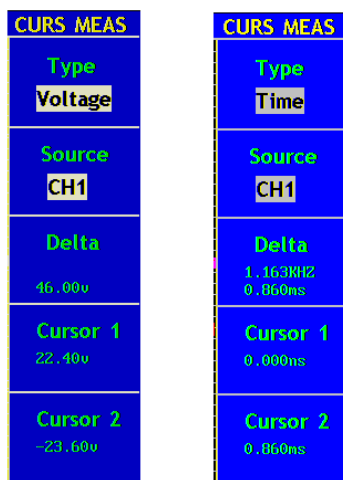 CURS MEAS
Type
Voltage
Source
CH1
Delta
46.00v
Cursor 1
22.40v
Cursor 2
-23.60v
CURS MEAS
Type
Time
Source
CH1
Delta
1.163KHZ
0.860ms
Cursor 1
0.000ns
Cursor 2
0.860ms